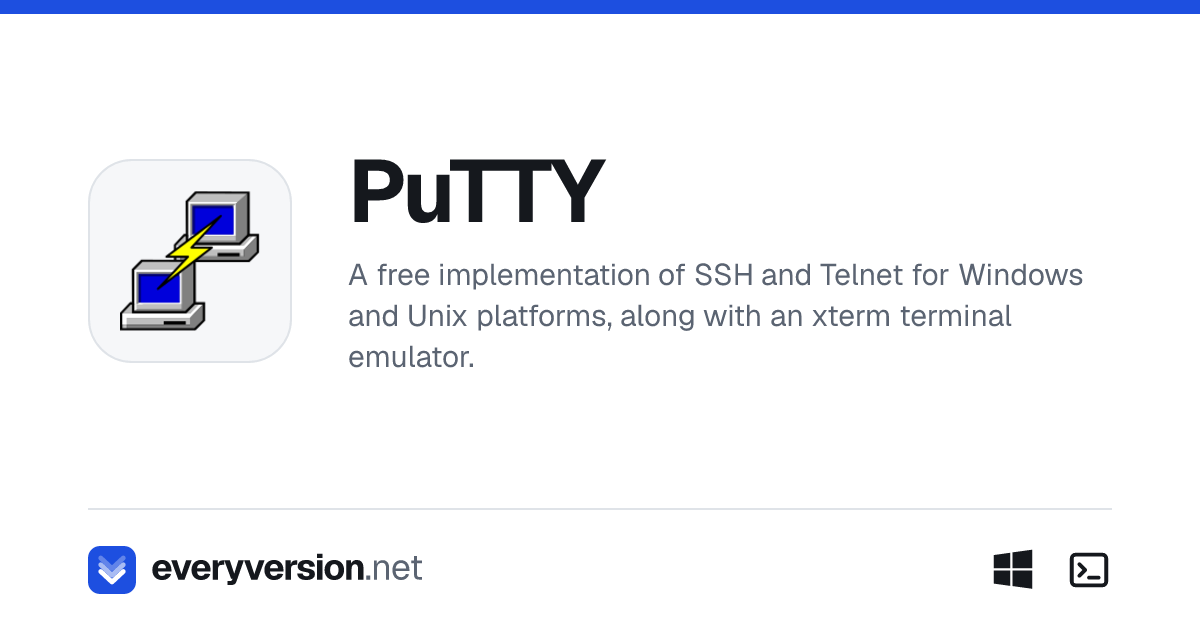 PuTTY
A free implementation of SSH and Telnet for Windows
and Unix platforms, along with an xterm terminal
emulator.
everyversion.net